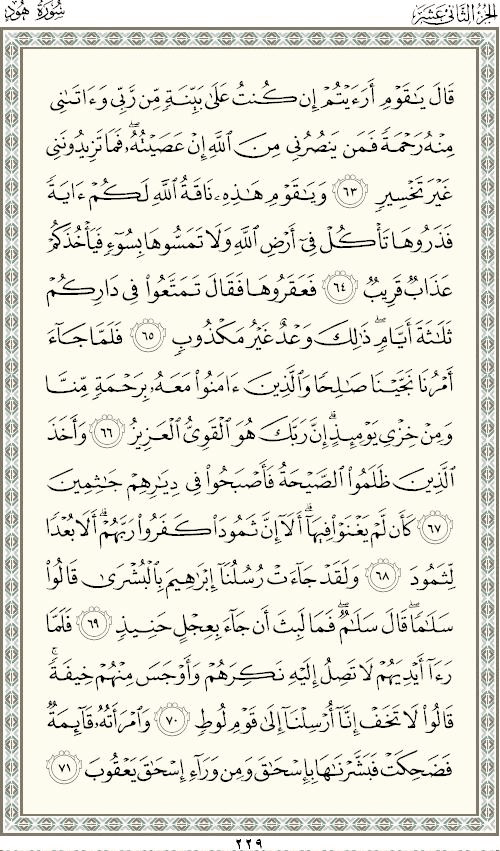 الجزء الثاني عشر
سورة هود
قَالَ يَٰقَوْمِ أَرَءَيْتُمْ إِن كُنتُ عَلَىٰ بَيِّنَةٍ مِّن رَّبِّي وَءَاتَىٰنِي
مِنْهُ رَحْمَةً فَمَن يَنصُرُنِي مِنَ ٱللَّهِ إِنْ عَصَيْتُهُۥۖ فَمَا تَزِيدُونَنِي
غَيْرَ تَخْسِيرٍ ٦٣ وَيَٰقَوْمِ هَٰذِهِۦ نَاقَةُ ٱللَّهِ لَكُمْ ءَايَةً
فَذَرُوهَا تَأْكُلْ فِيٓ أَرْضِ ٱللَّهِ وَلَا تَمَسُّوهَا بِسُوٓءٍ فَيَأْخُذَكُمْ
عَذَابٌ قَرِيبٌ ٦٤ فَعَقَرُوهَا فَقَالَ تَمَتَّعُوا۟ فِي دَارِكُمْ
ثَلَٰثَةَ أَيَّامٍۖ ذَٰلِكَ وَعْدٌ غَيْرُ مَكْذُوبٍ ٦٥ فَلَمَّا جَآءَ
أَمْرُنَا نَجَّيْنَا صَٰلِحًا وَٱلَّذِينَ ءَامَنُوا۟ مَعَهُۥ بِرَحْمَةٍ مِّنَّا
وَمِنْ خِزْيِ يَوْمِئِذٍۗ إِنَّ رَبَّكَ هُوَ ٱلْقَوِيُّ ٱلْعَزِيزُ ٦٦ وَأَخَذَ
ٱلَّذِينَ ظَلَمُوا۟ ٱلصَّيْحَةُ فَأَصْبَحُوا۟ فِي دِيَٰرِهِمْ جَٰثِمِينَ
٦٧ كَأَن لَّمْ يَغْنَوْا۟ فِيهَآۗ أَلَآ إِنَّ ثَمُودَا۟ كَفَرُوا۟ رَبَّهُمْۗ أَلَا بُعْدًا
لِّثَمُودَ ٦٨ وَلَقَدْ جَآءَتْ رُسُلُنَآ إِبْرَٰهِيمَ بِٱلْبُشْرَىٰ قَالُوا۟
سَلَٰمًاۖ قَالَ سَلَٰمٌۖ فَمَا لَبِثَ أَن جَآءَ بِعِجْلٍ حَنِيذٍ ٦٩ فَلَمَّا
رَءَآ أَيْدِيَهُمْ لَا تَصِلُ إِلَيْهِ نَكِرَهُمْ وَأَوْجَسَ مِنْهُمْ خِيفَةًۚ
قَالُوا۟ لَا تَخَفْ إِنَّآ أُرْسِلْنَآ إِلَىٰ قَوْمِ لُوطٍ ٧٠ وَٱمْرَأَتُهُۥ قَآئِمَةٌ
فَضَحِكَتْ فَبَشَّرْنَٰهَا بِإِسْحَٰقَ وَمِن وَرَآءِ إِسْحَٰقَ يَعْقُوبَ ٧١
٢٢٩